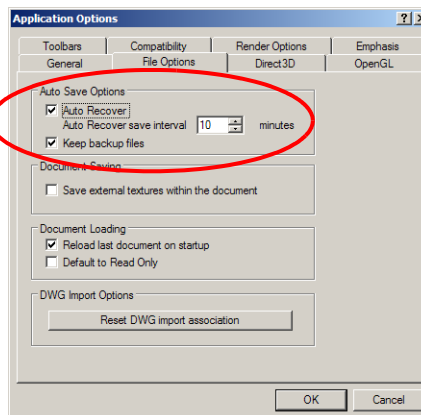 Application Options
Toolbars Compatibility Render Options Emphasis
General File Options Direct3D OpenGL
Auto Save Options
Auto Recover
Auto Recover save interval 10 minutes
Keep backup files
Document Saving
Save external textures within the document
Document Loading
Reload last document on startup
Default to Read Only
DWG Import Options
Reset DWG import association
OK Cancel